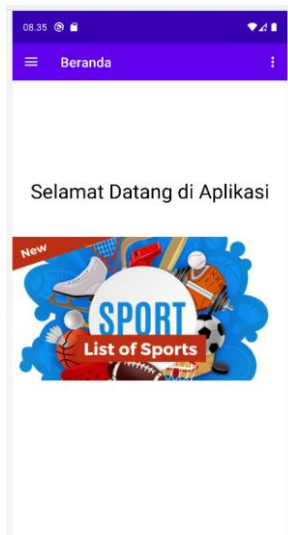 08.35
Beranda
Selamat Datang di Aplikasi
New
SPORT
List of Sports